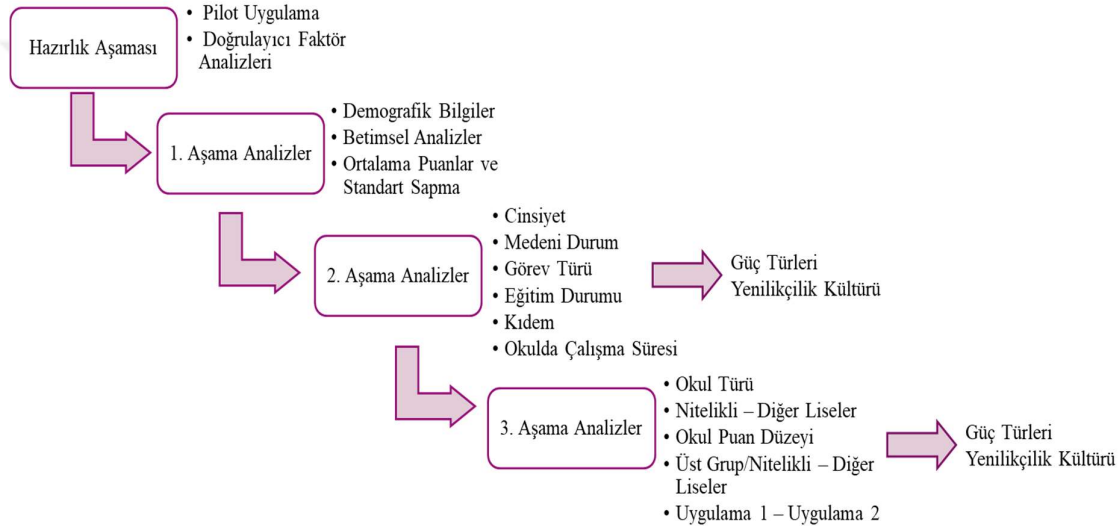 Hazırlık Aşaması
• Pilot Uygulama
• Doğrulayıcı Faktör
Analizleri
1. Aşama Analizler
• Demografik Bilgiler
• Betimsel Analizler
• Ortalama Puanlar ve
Standart Sapma
2. Aşama Analizler
• Cinsiyet
• Medeni Durum
• Görev Türü
• Eğitim Durumu
• Kıdem
• Okulda Çalışma Süresi
Güç Türleri
Yenilikçilik Kültürü
3. Aşama Analizler
• Okul Türü
• Nitelikli – Diğer Liseler
• Okul Puan Düzeyi
• Üst Grup/Nitelikli – Diğer
Liseler
• Uygulama 1 – Uygulama 2
Güç Türleri
Yenilikçilik Kültürü